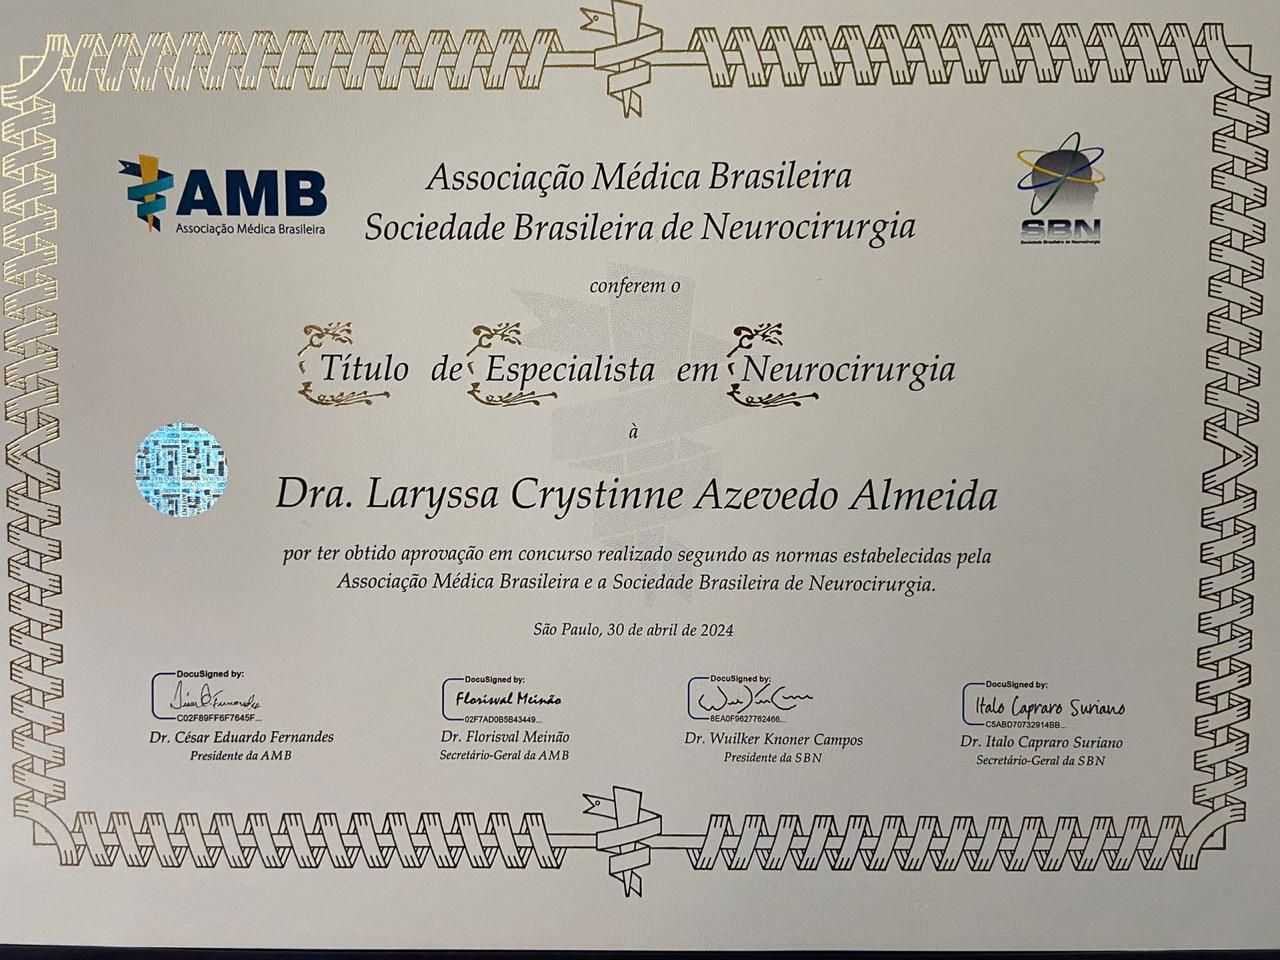 AMB
Associação Médica Brasileira
Associação Médica Brasileira
Sociedade Brasileira de Neurocirurgia
SBN
Sociedade Brasileira de Neurocirurgia
conferem o
Título de Especialista em Neurocirurgia
à
Dra. Laryssa Crystinne Azevedo Almeida
por ter obtido aprovação em concurso realizado segundo as normas estabelecidas pela
Associação Médica Brasileira e a Sociedade Brasileira de Neurocirurgia.
São Paulo, 30 de abril de 2024
DocuSigned by:
C02F89FF6F7645F...
Dr. César Eduardo Fernandes
Presidente da AMB
DocuSigned by:
Florisval Meinão
02F7AD0B5B43449...
Dr. Florisval Meinão
Secretário-Geral da AMB
DocuSigned by:
8EA0F9627762466...
Dr. Wuilker Knoner Campos
Presidente da SBN
DocuSigned by:
Italo Capraro Suriano
C5ABD70732914BB...
Dr. Italo Capraro Suriano
Secretário-Geral da SBN